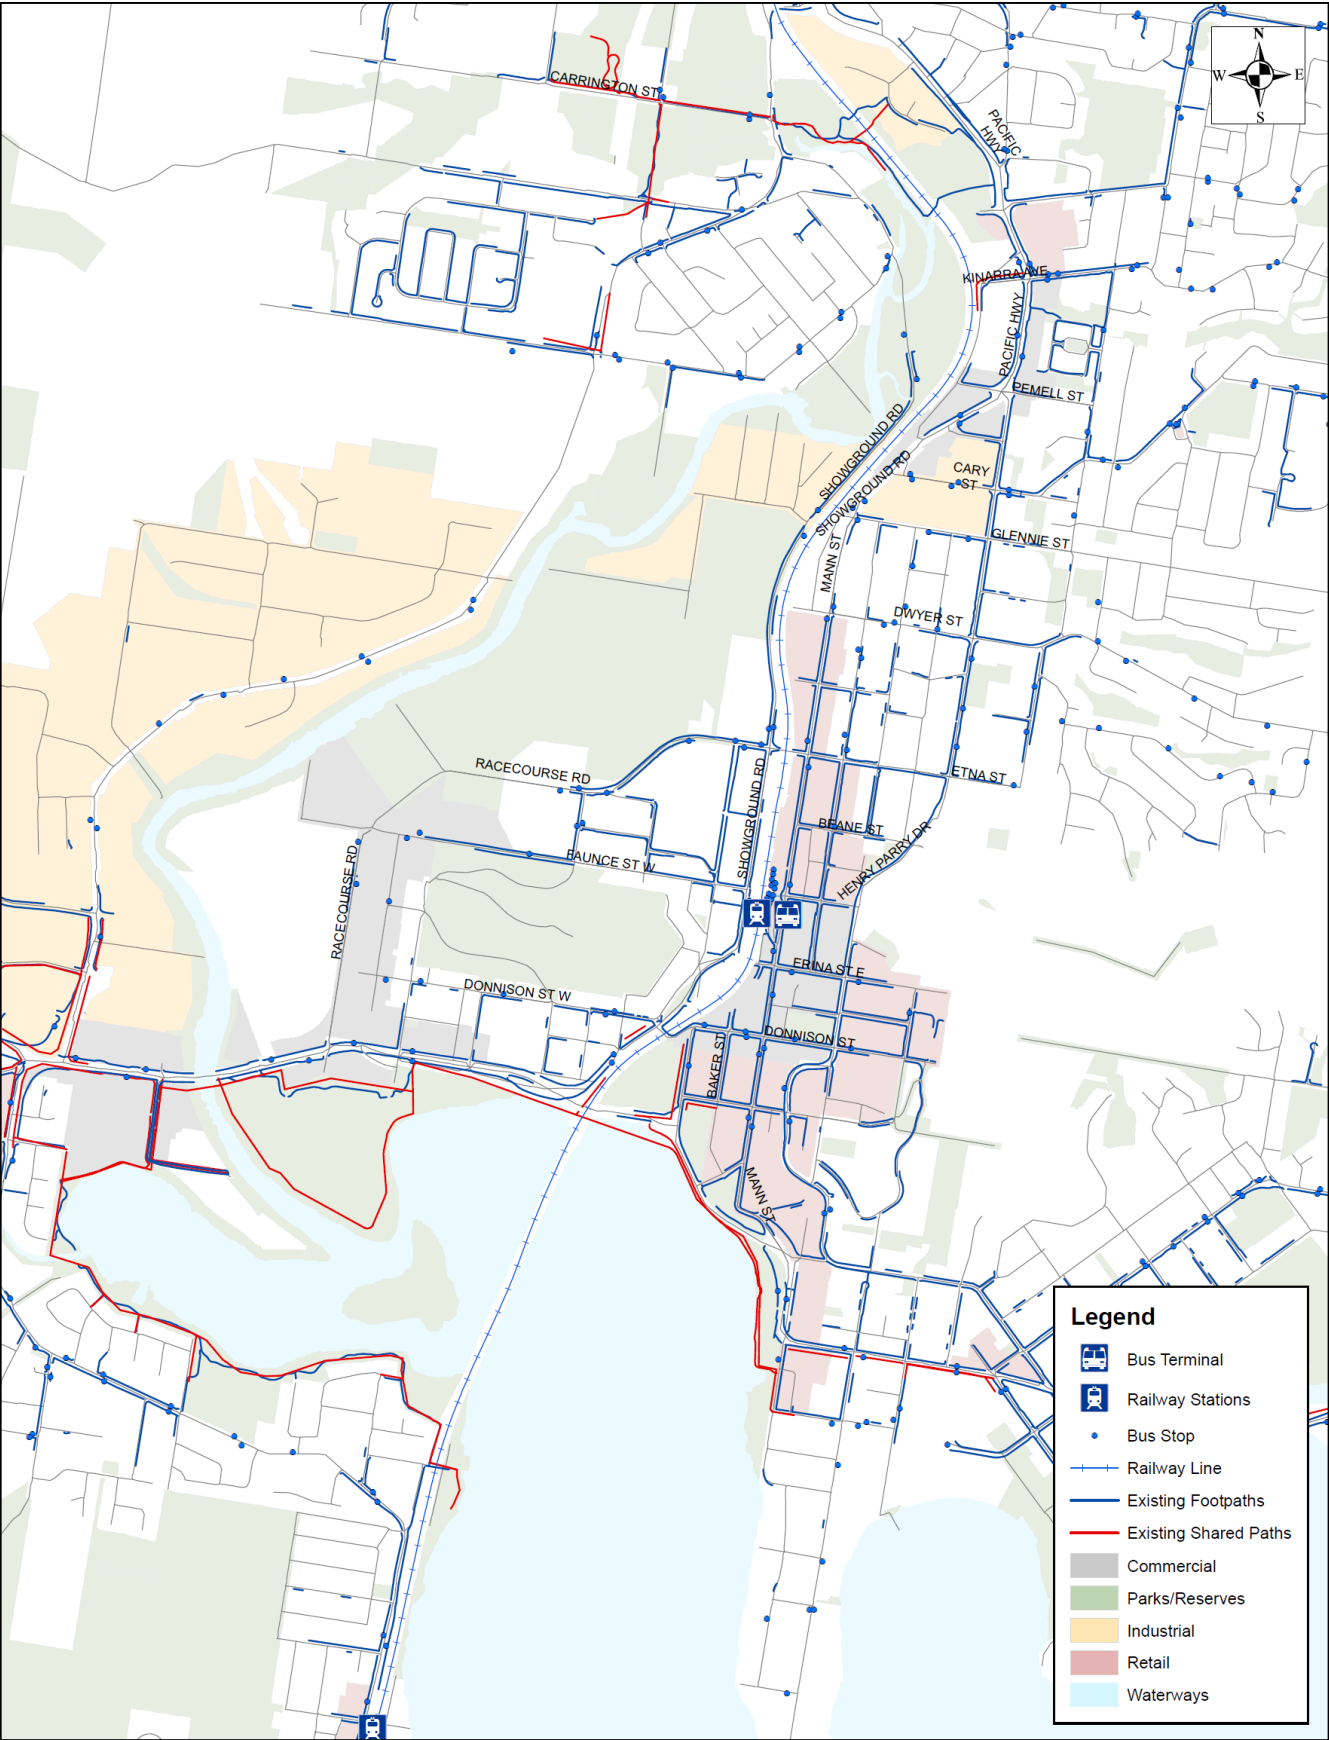 N
W
E
S
CARRINGTON ST
PACIFIC
HWY
KINARRA AVE
PACIFIC HWY
PEMELL ST
SHOWGROUND RD
SHOWGROUND RD
CARY
ST
GLENNIE ST
MANN ST
DWYER ST
RACECOURSE RD
ETNA ST
SHOWGROUND RD
BEANE ST
HENRY PARRY DR
FAUNCE ST W
RACECOURSE RD
ERINA ST E
DONNISON ST W
DONNISON ST
BAKER ST
MANN ST
Legend
Bus Terminal
Railway Stations
Bus Stop
Railway Line
Existing Footpaths
Existing Shared Paths
Commercial
Parks/Reserves
Industrial
Retail
Waterways